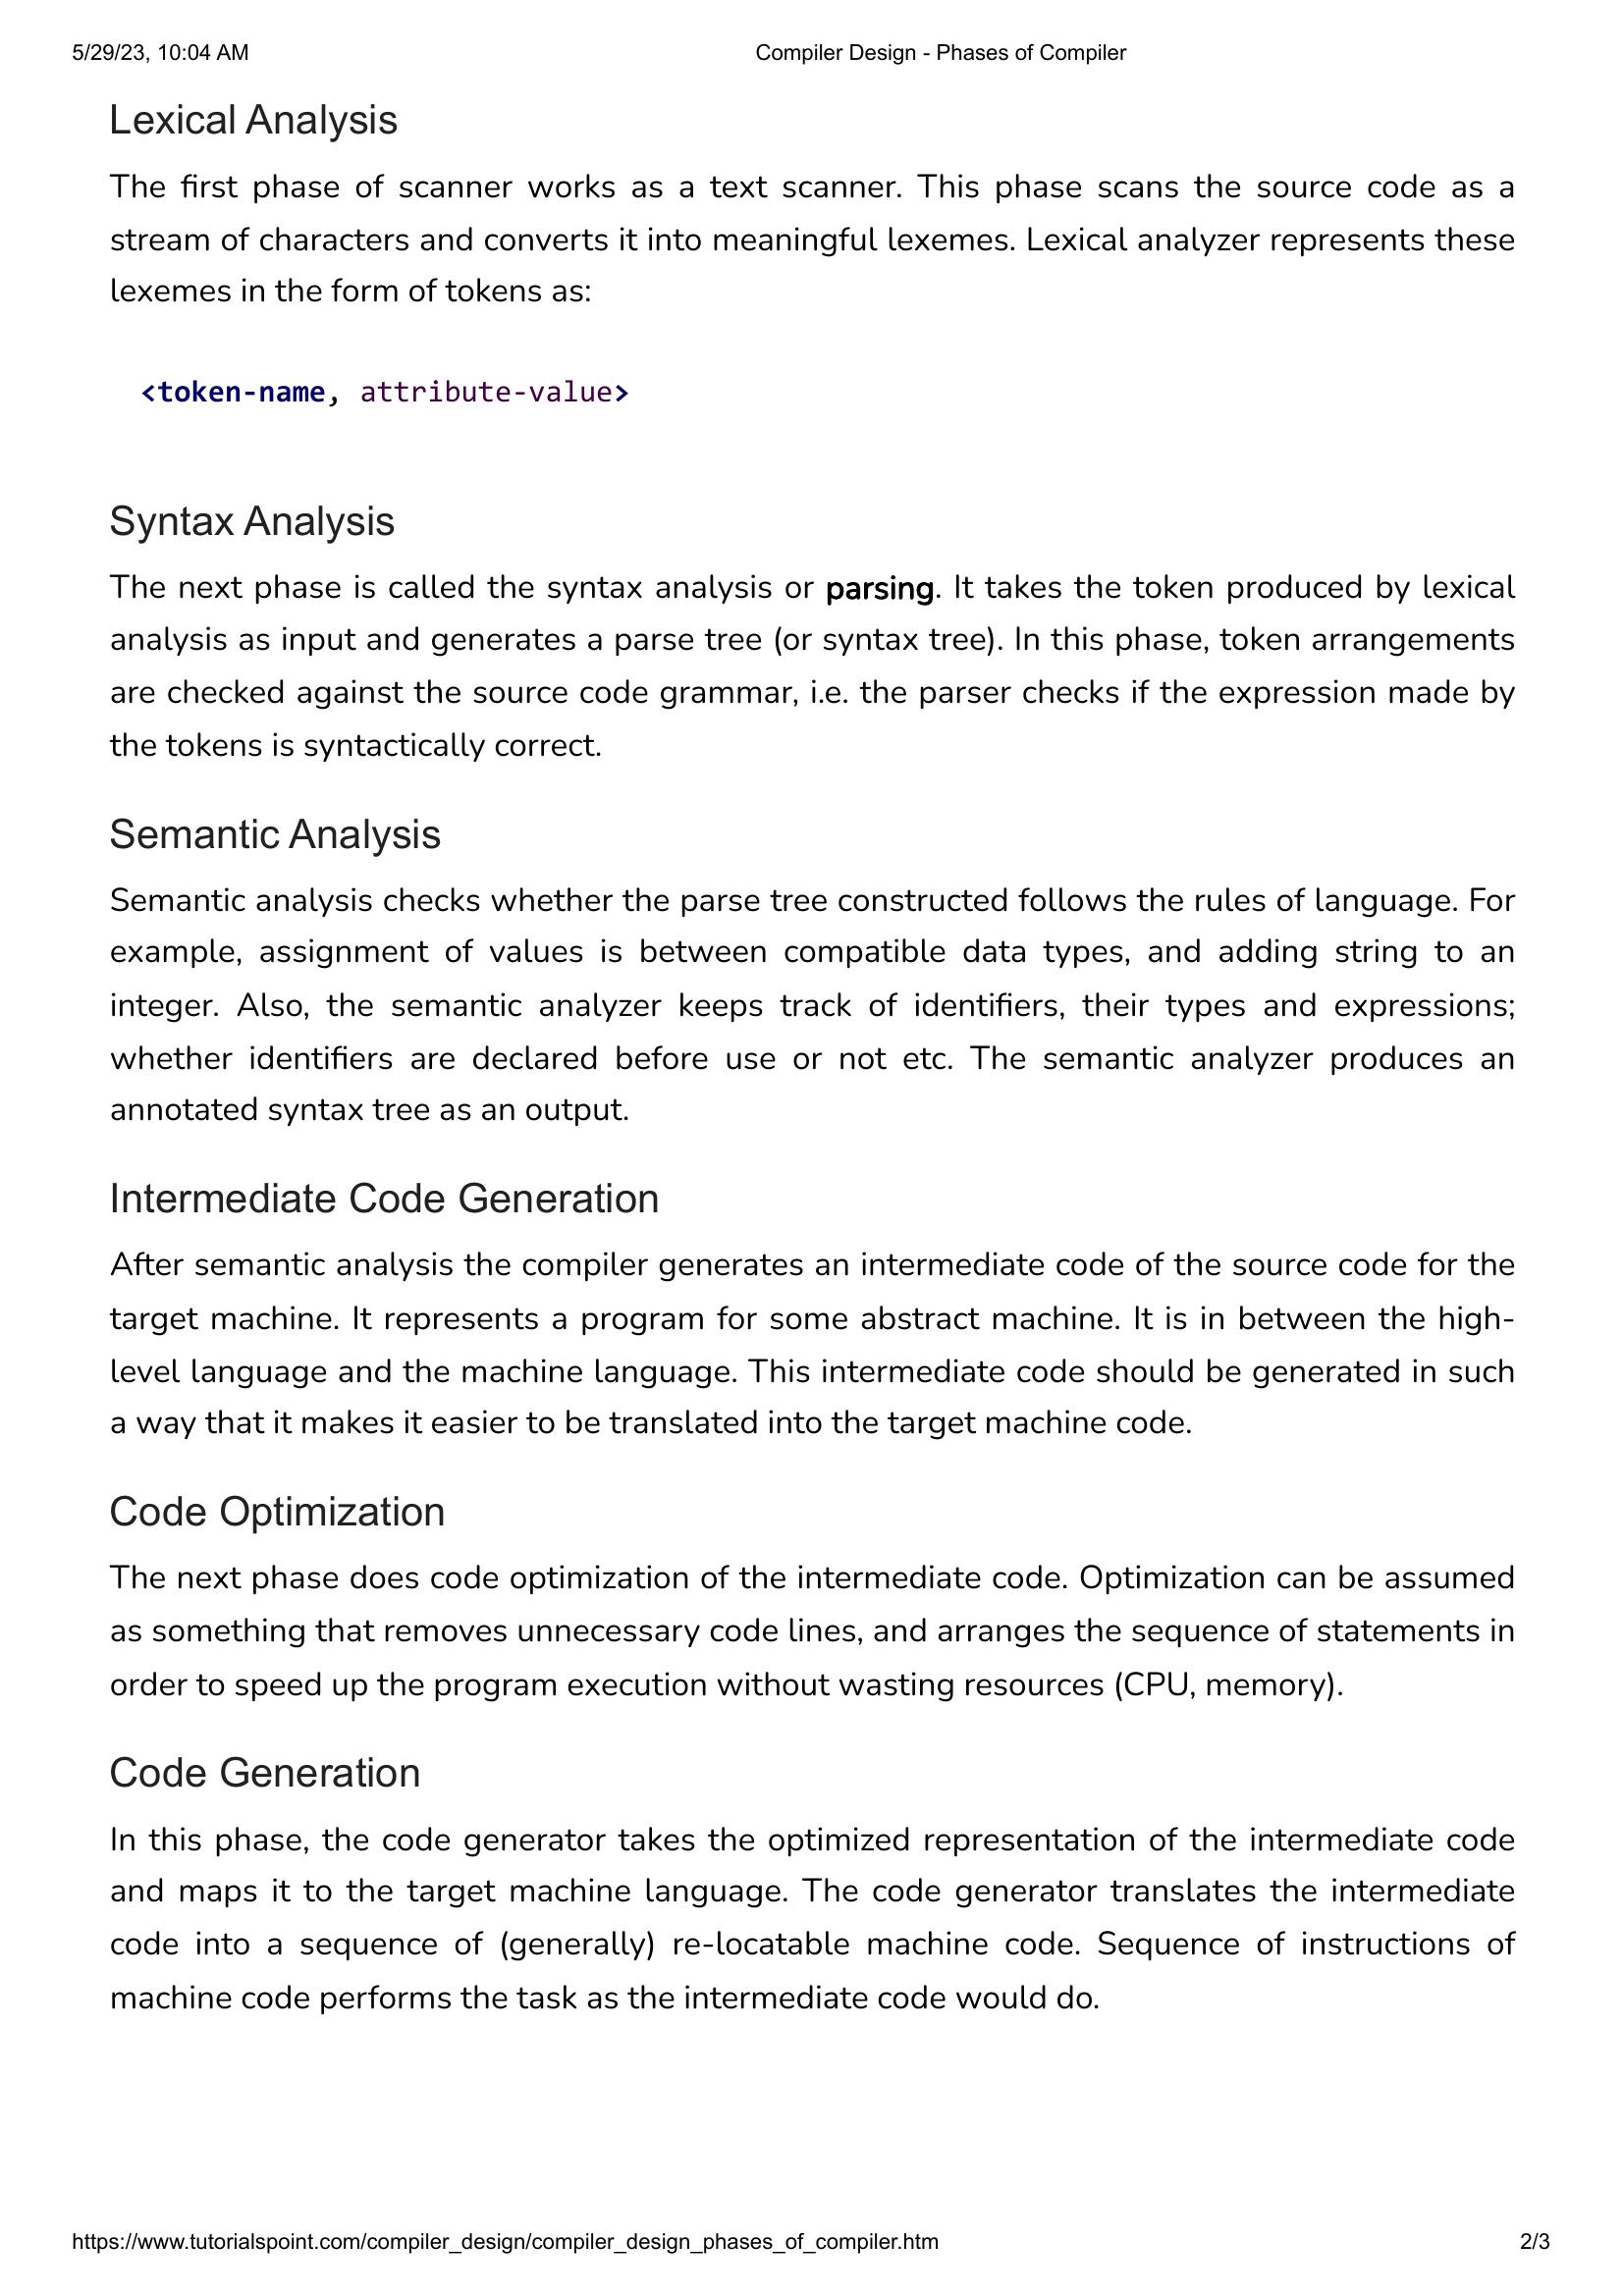 5/29/23, 10:04 AM
Compiler Design - Phases of Compiler
Lexical Analysis
The first phase of scanner works as a text scanner. This phase scans the source code as a
stream of characters and converts it into meaningful lexemes. Lexical analyzer represents these
lexemes in the form of tokens as:
<token-name, attribute-value>
Syntax Analysis
The next phase is called the syntax analysis or parsing. It takes the token produced by lexical
analysis as input and generates a parse tree (or syntax tree). In this phase, token arrangements
are checked against the source code grammar, i.e. the parser checks if the expression made by
the tokens is syntactically correct.
Semantic Analysis
Semantic analysis checks whether the parse tree constructed follows the rules of language. For
example, assignment of values is between compatible data types, and adding string to an
integer. Also, the semantic analyzer keeps track of identifiers, their types and expressions;
whether identifiers are declared before use or not etc. The semantic analyzer produces an
annotated syntax tree as an output.
Intermediate Code Generation
After semantic analysis the compiler generates an intermediate code of the source code for the
target machine. It represents a program for some abstract machine. It is in between the high-
level language and the machine language. This intermediate code should be generated in such
a way that it makes it easier to be translated into the target machine code.
Code Optimization
The next phase does code optimization of the intermediate code. Optimization can be assumed
as something that removes unnecessary code lines, and arranges the sequence of statements in
order to speed up the program execution without wasting resources (CPU, memory).
Code Generation
In this phase, the code generator takes the optimized representation of the intermediate code
and maps it to the target machine language. The code generator translates the intermediate
code into a sequence of (generally) re-locatable machine code. Sequence of instructions of
machine code performs the task as the intermediate code would do.
https://www.tutorialspoint.com/compiler_design/compiler_design_phases_of_compiler.htm
2/3